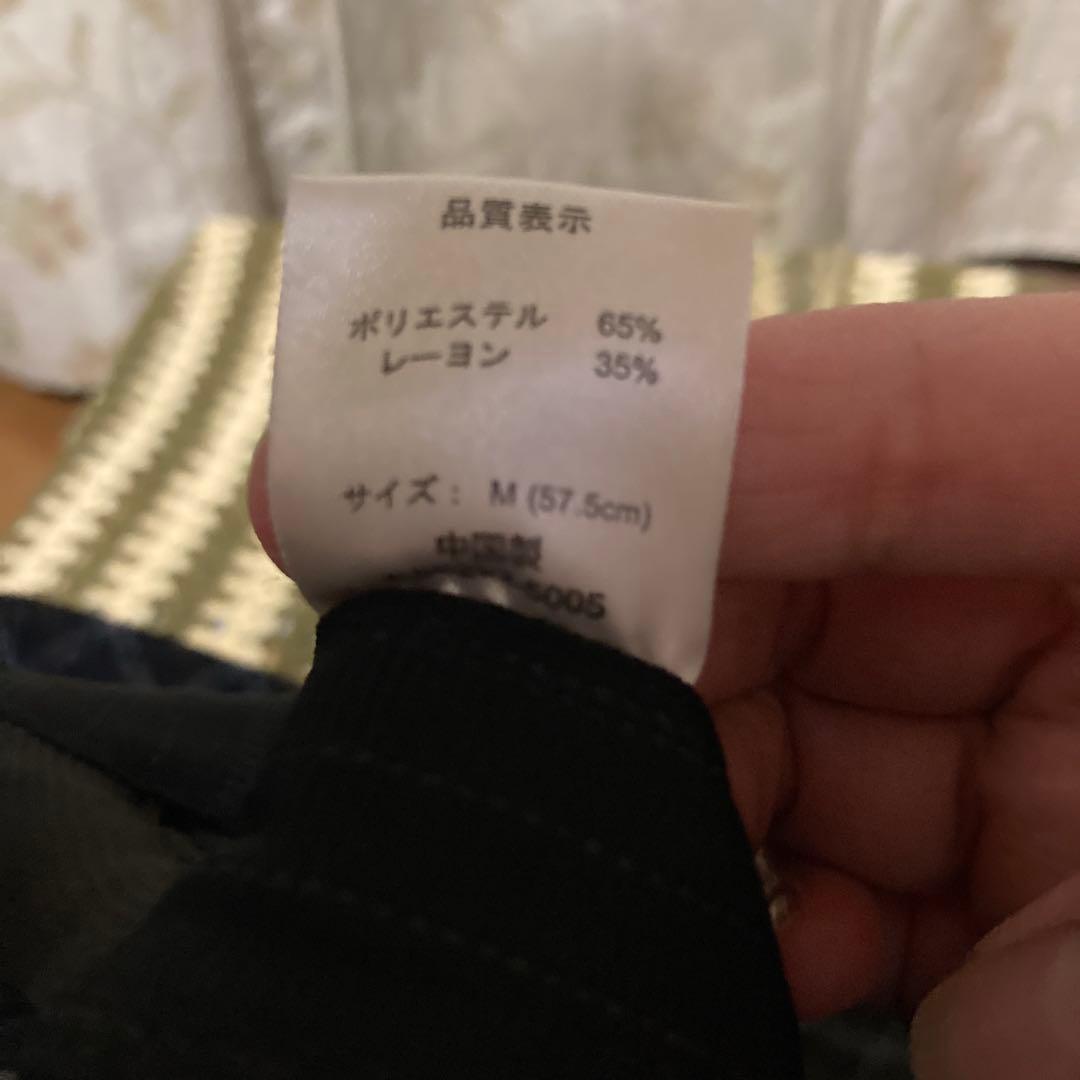 品質表示
ポリエステル 65%
レーヨン 35%
サイズ： M (57.5cm)
中国製
5005